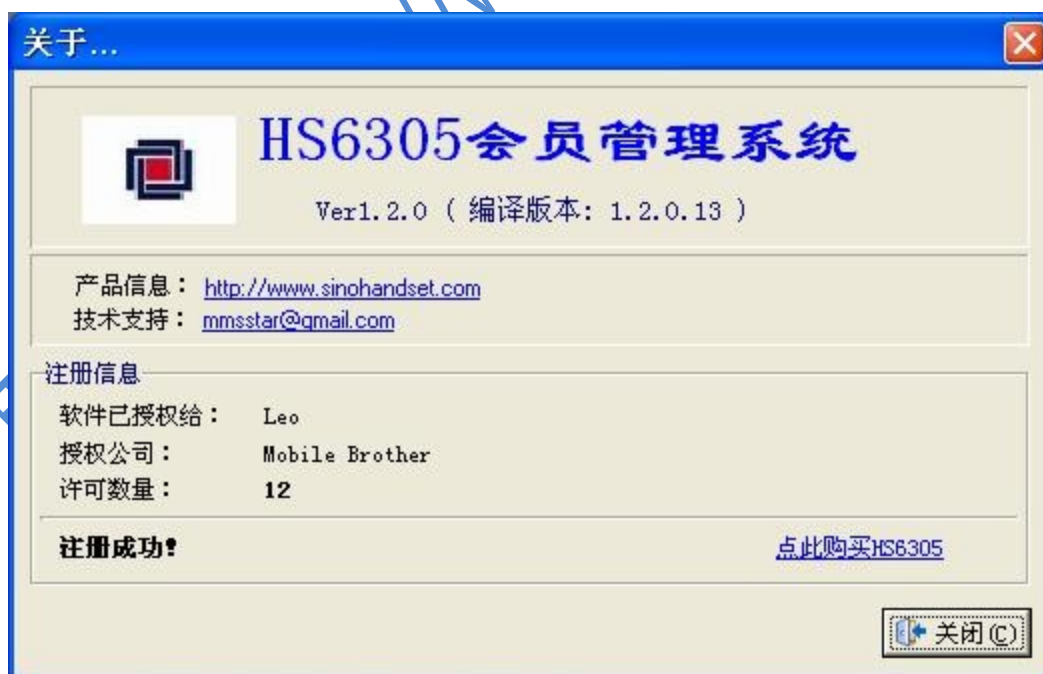 关于...
HS6305会员管理系统
Ver1.2.0 ( 编译版本: 1.2.0.13 )
产品信息： http://www.sinohandset.com
技术支持： mmsstar@gmail.com
注册信息
软件已授权给： Leo
授权公司： Mobile Brother
许可数量： 12
注册成功!
点此购买HS6305
关闭(C)